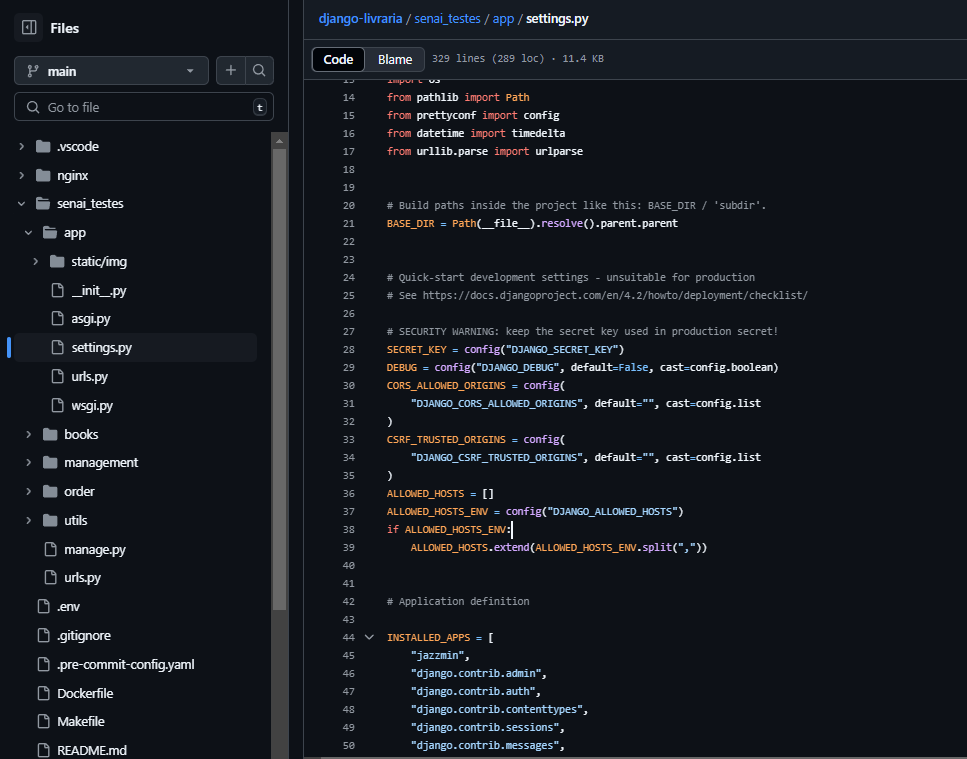 Files
main
Go to file
t
.vscode
nginx
senai_testes
app
static/img
__init__.py
asgi.py
settings.py
urls.py
wsgi.py
books
management
order
utils
manage.py
urls.py
.env
.gitignore
.pre-commit-config.yaml
Dockerfile
Makefile
README.md
django-livraria / senai_testes / app / settings.py
Code Blame 329 lines (289 loc) · 11.4 KB
13 import os
14 from pathlib import Path
15 from prettyconf import config
16 from datetime import timedelta
17 from urllib.parse import urlparse
18
19
20 # Build paths inside the project like this: BASE_DIR / 'subdir'.
21 BASE_DIR = Path(__file__).resolve().parent.parent
22
23
24 # Quick-start development settings - unsuitable for production
25 # See https://docs.djangoproject.com/en/4.2/howto/deployment/checklist/
26
27 # SECURITY WARNING: keep the secret key used in production secret!
28 SECRET_KEY = config("DJANGO_SECRET_KEY")
29 DEBUG = config("DJANGO_DEBUG", default=False, cast=config.boolean)
30 CORS_ALLOWED_ORIGINS = config(
31 "DJANGO_CORS_ALLOWED_ORIGINS", default="", cast=config.list
32 )
33 CSRF_TRUSTED_ORIGINS = config(
34 "DJANGO_CSRF_TRUSTED_ORIGINS", default="", cast=config.list
35 )
36 ALLOWED_HOSTS = []
37 ALLOWED_HOSTS_ENV = config("DJANGO_ALLOWED_HOSTS")
38 if ALLOWED_HOSTS_ENV:
39 ALLOWED_HOSTS.extend(ALLOWED_HOSTS_ENV.split(","))
40
41
42 # Application definition
43
44 INSTALLED_APPS = [
45 "jazzmin",
46 "django.contrib.admin",
47 "django.contrib.auth",
48 "django.contrib.contenttypes",
49 "django.contrib.sessions",
50 "django.contrib.messages",